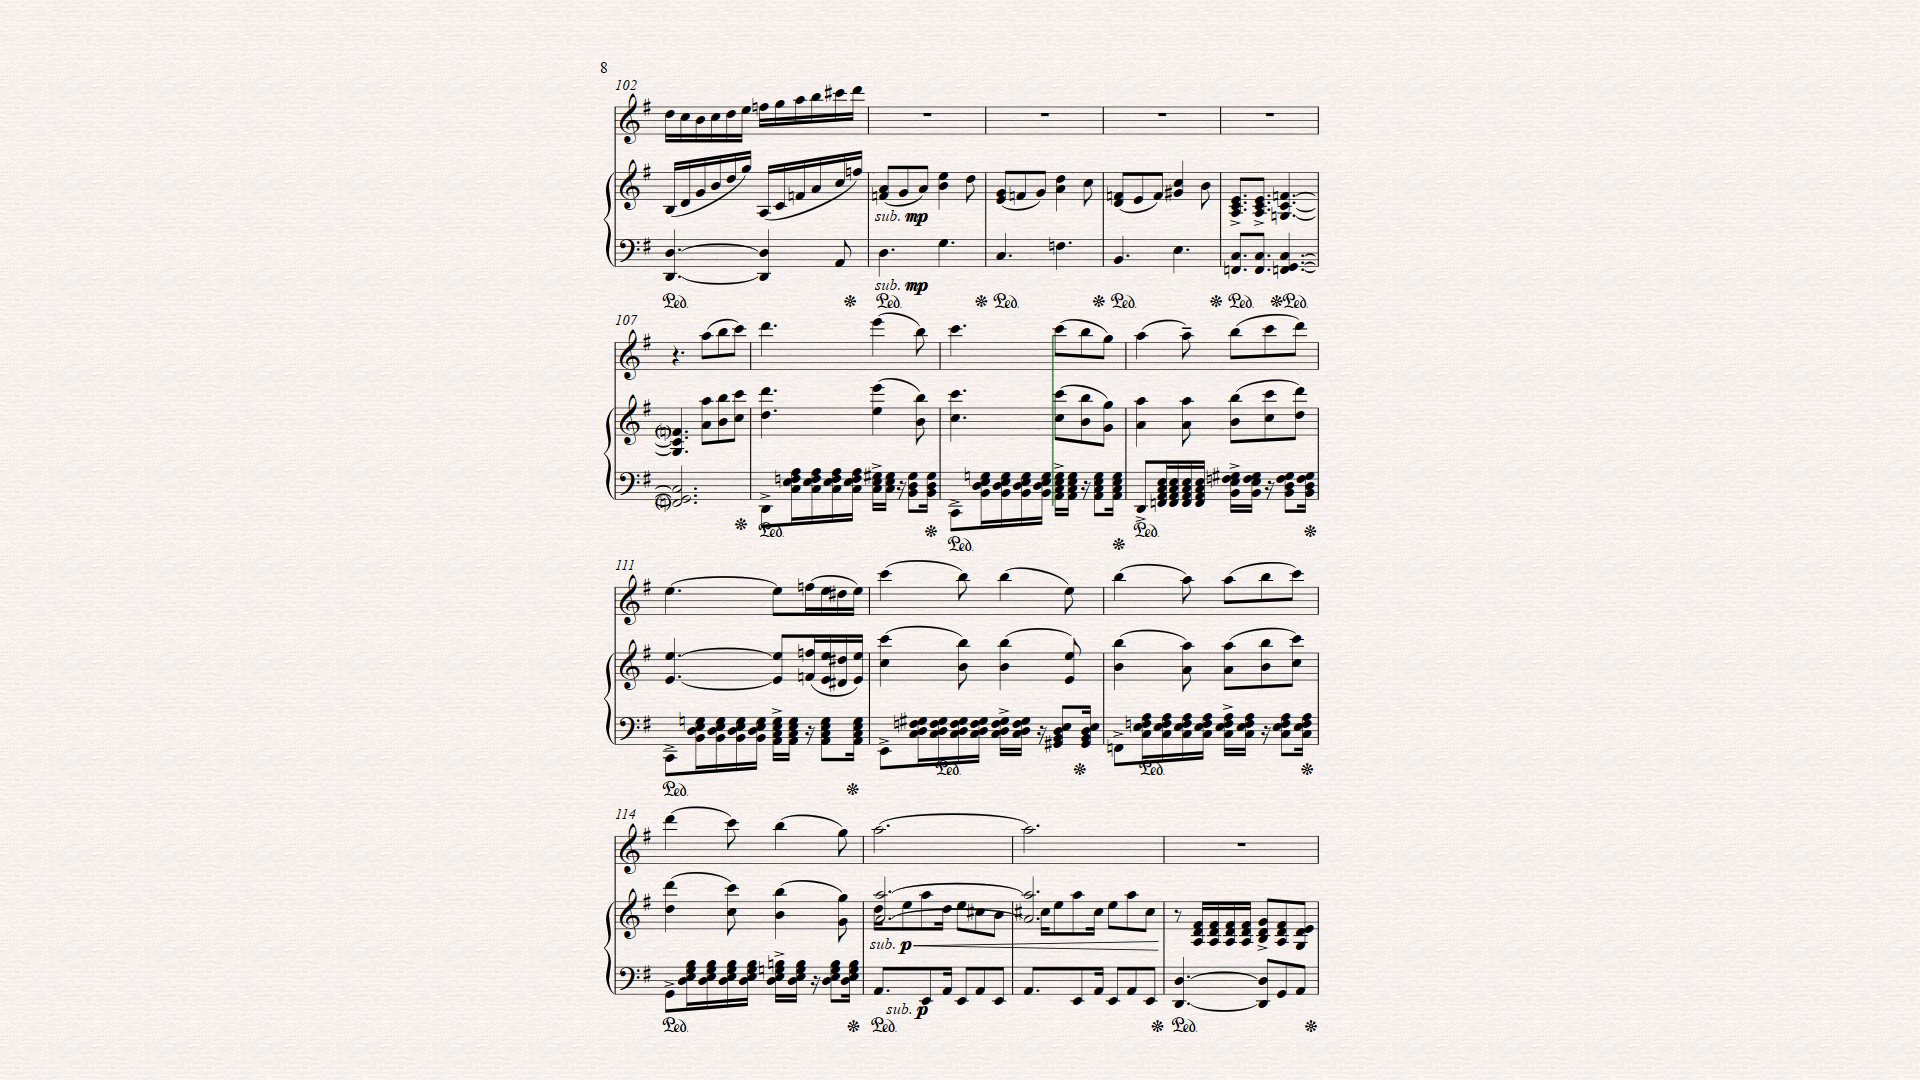 8
102
sub. mp
sub. mp
Ped. Ped. Ped. Ped. Ped.
107
Ped. Ped. Ped.
111
Ped. Ped. Ped.
114
sub. p
sub. p
Ped. Ped. Ped.